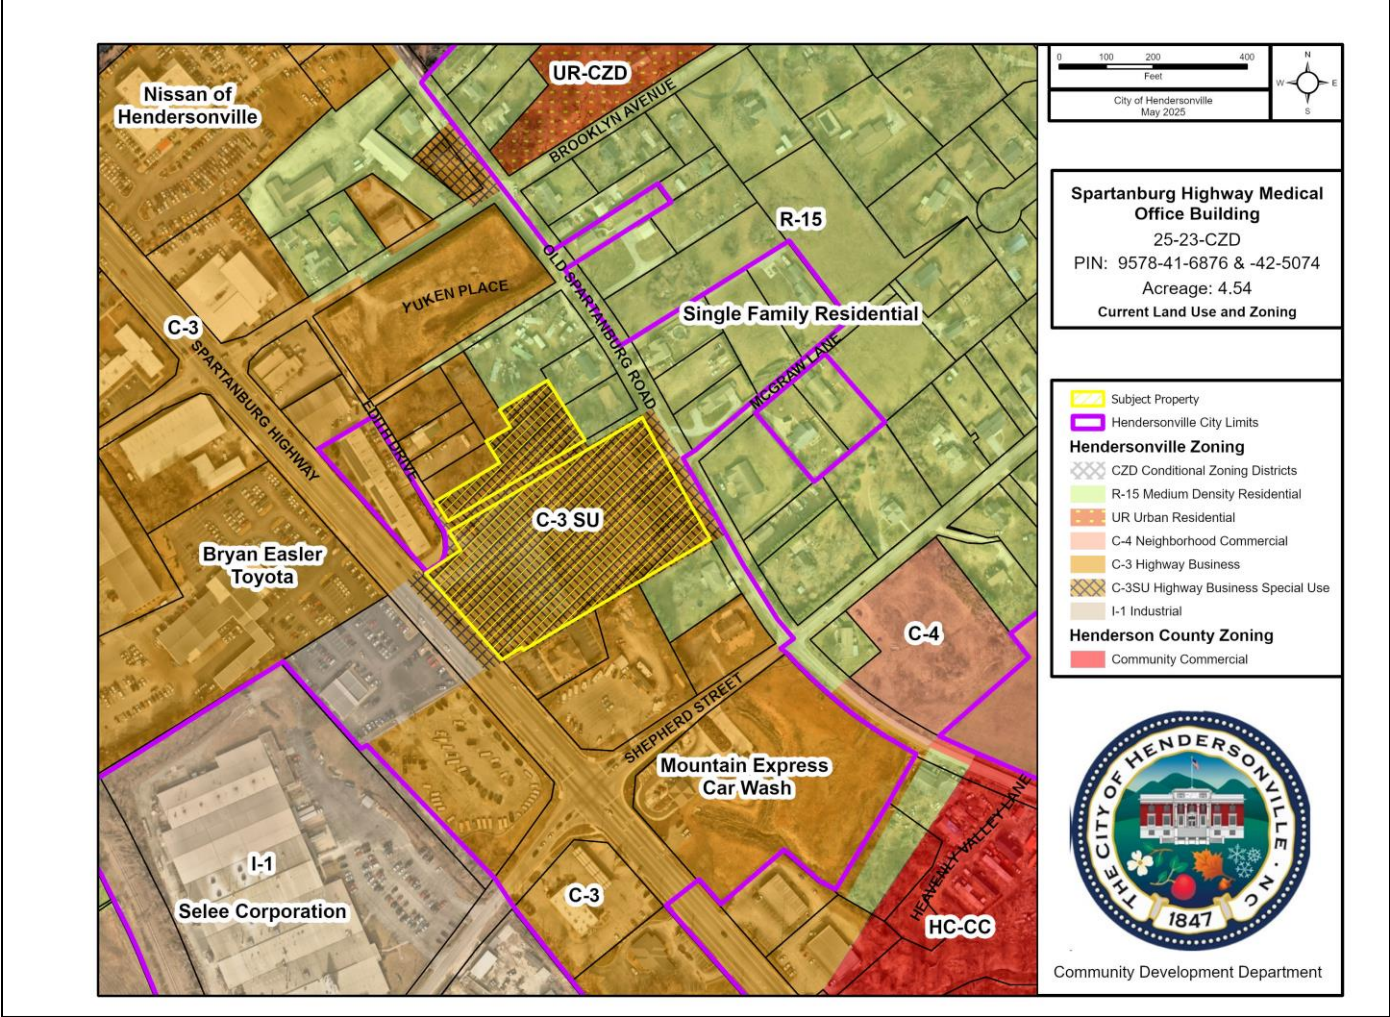 Nissan of
Hendersonville
UR-CZD
BROOKLYN AVENUE
R-15
OLD SPARTANBURG ROAD
YUKEN PLACE
Single Family Residential
C-3
SPARTANBURG HIGHWAY
MCGRAW LANE
EDITH DRIVE
C-3 SU
Bryan Easler
Toyota
C-4
SHEPHERD STREET
Mountain Express
Car Wash
I-1
Selee Corporation
C-3
HEAVENLY VALLEY LANE
HC-CC
0 100 200 400
Feet
City of Hendersonville
May 2025
N
W E
S
Spartanburg Highway Medical
Office Building
25-23-CZD
PIN: 9578-41-6876 & -42-5074
Acreage: 4.54
Current Land Use and Zoning
Subject Property
Hendersonville City Limits
Hendersonville Zoning
CZD Conditional Zoning Districts
R-15 Medium Density Residential
UR Urban Residential
C-4 Neighborhood Commercial
C-3 Highway Business
C-3SU Highway Business Special Use
I-1 Industrial
Henderson County Zoning
Community Commercial
THE CITY OF HENDERSONVILLE · N C
1847
Community Development Department